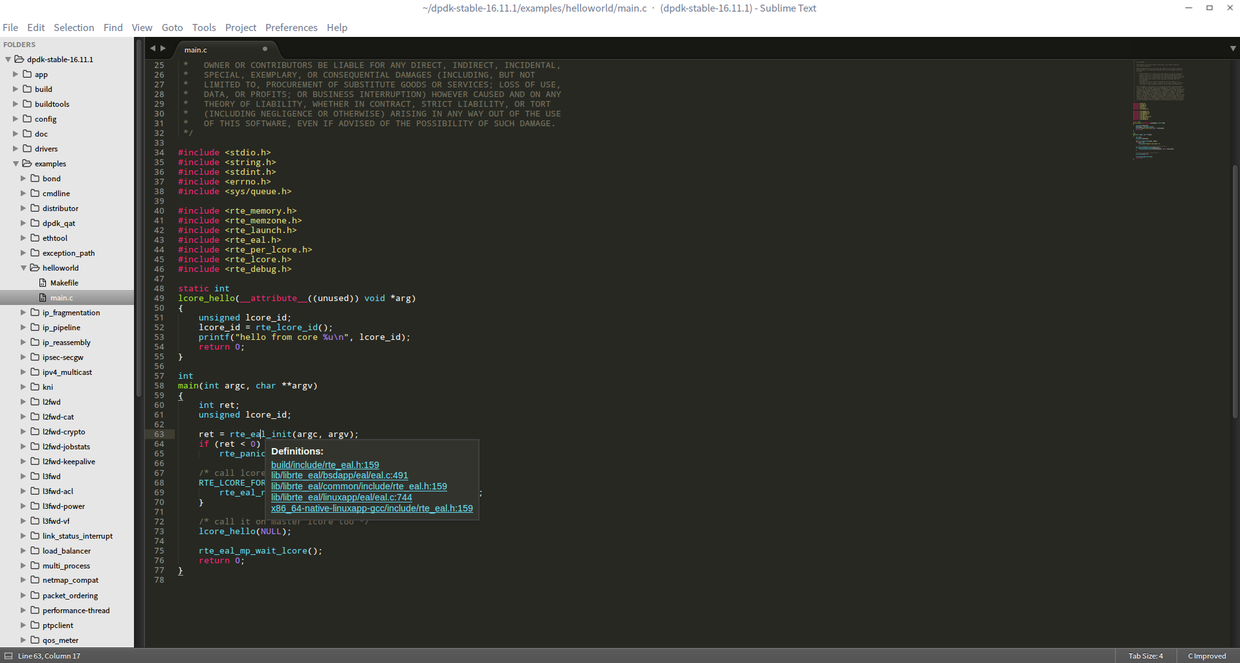 ~/dpdk-stable-16.11.1/examples/helloworld/main.c · (dpdk-stable-16.11.1) - Sublime Text
File Edit Selection Find View Goto Tools Project Preferences Help
FOLDERS
dpdk-stable-16.11.1
app
build
buildtools
config
doc
drivers
examples
bond
cmdline
distributor
dpdk_qat
ethtool
exception_path
helloworld
Makefile
main.c
ip_fragmentation
ip_pipeline
ip_reassembly
ipsec-secgw
ipv4_multicast
kni
l2fwd
l2fwd-cat
l2fwd-crypto
l2fwd-jobstats
l2fwd-keepalive
l3fwd
l3fwd-acl
l3fwd-power
l3fwd-vf
link_status_interrupt
load_balancer
multi_process
netmap_compat
packet_ordering
performance-thread
ptpclient
qos_meter
main.c
25 * OWNER OR CONTRIBUTORS BE LIABLE FOR ANY DIRECT, INDIRECT, INCIDENTAL,
26 * SPECIAL, EXEMPLARY, OR CONSEQUENTIAL DAMAGES (INCLUDING, BUT NOT
27 * LIMITED TO, PROCUREMENT OF SUBSTITUTE GOODS OR SERVICES; LOSS OF USE,
28 * DATA, OR PROFITS; OR BUSINESS INTERRUPTION) HOWEVER CAUSED AND ON ANY
29 * THEORY OF LIABILITY, WHETHER IN CONTRACT, STRICT LIABILITY, OR TORT
30 * (INCLUDING NEGLIGENCE OR OTHERWISE) ARISING IN ANY WAY OUT OF THE USE
31 * OF THIS SOFTWARE, EVEN IF ADVISED OF THE POSSIBILITY OF SUCH DAMAGE.
32 */
33
34 #include <stdio.h>
35 #include <string.h>
36 #include <stdint.h>
37 #include <errno.h>
38 #include <sys/queue.h>
39
40 #include <rte_memory.h>
41 #include <rte_memzone.h>
42 #include <rte_launch.h>
43 #include <rte_eal.h>
44 #include <rte_per_lcore.h>
45 #include <rte_lcore.h>
46 #include <rte_debug.h>
47
48 static int
49 lcore_hello(__attribute__((unused)) void *arg)
50 {
51 unsigned lcore_id;
52 lcore_id = rte_lcore_id();
53 printf("hello from core %u\n", lcore_id);
54 return 0;
55 }
56
57 int
58 main(int argc, char **argv)
59 {
60 int ret;
61 unsigned lcore_id;
62
63 ret = rte_eal_init(argc, argv);
64 if (ret < 0)
65 rte_panic
66
67 /* call lcore
68 RTE_LCORE_FOR
69 rte_eal_r ;
70 }
71
72 /* call it on master lcore too */
73 lcore_hello(NULL);
74
75 rte_eal_mp_wait_lcore();
76 return 0;
77 }
78
Definitions:
build/include/rte_eal.h:159
lib/librte_eal/bsdapp/eal/eal.c:491
lib/librte_eal/common/include/rte_eal.h:159
lib/librte_eal/linuxapp/eal/eal.c:744
x86_64-native-linuxapp-gcc/include/rte_eal.h:159
Line 63, Column 17
Tab Size: 4
C Improved